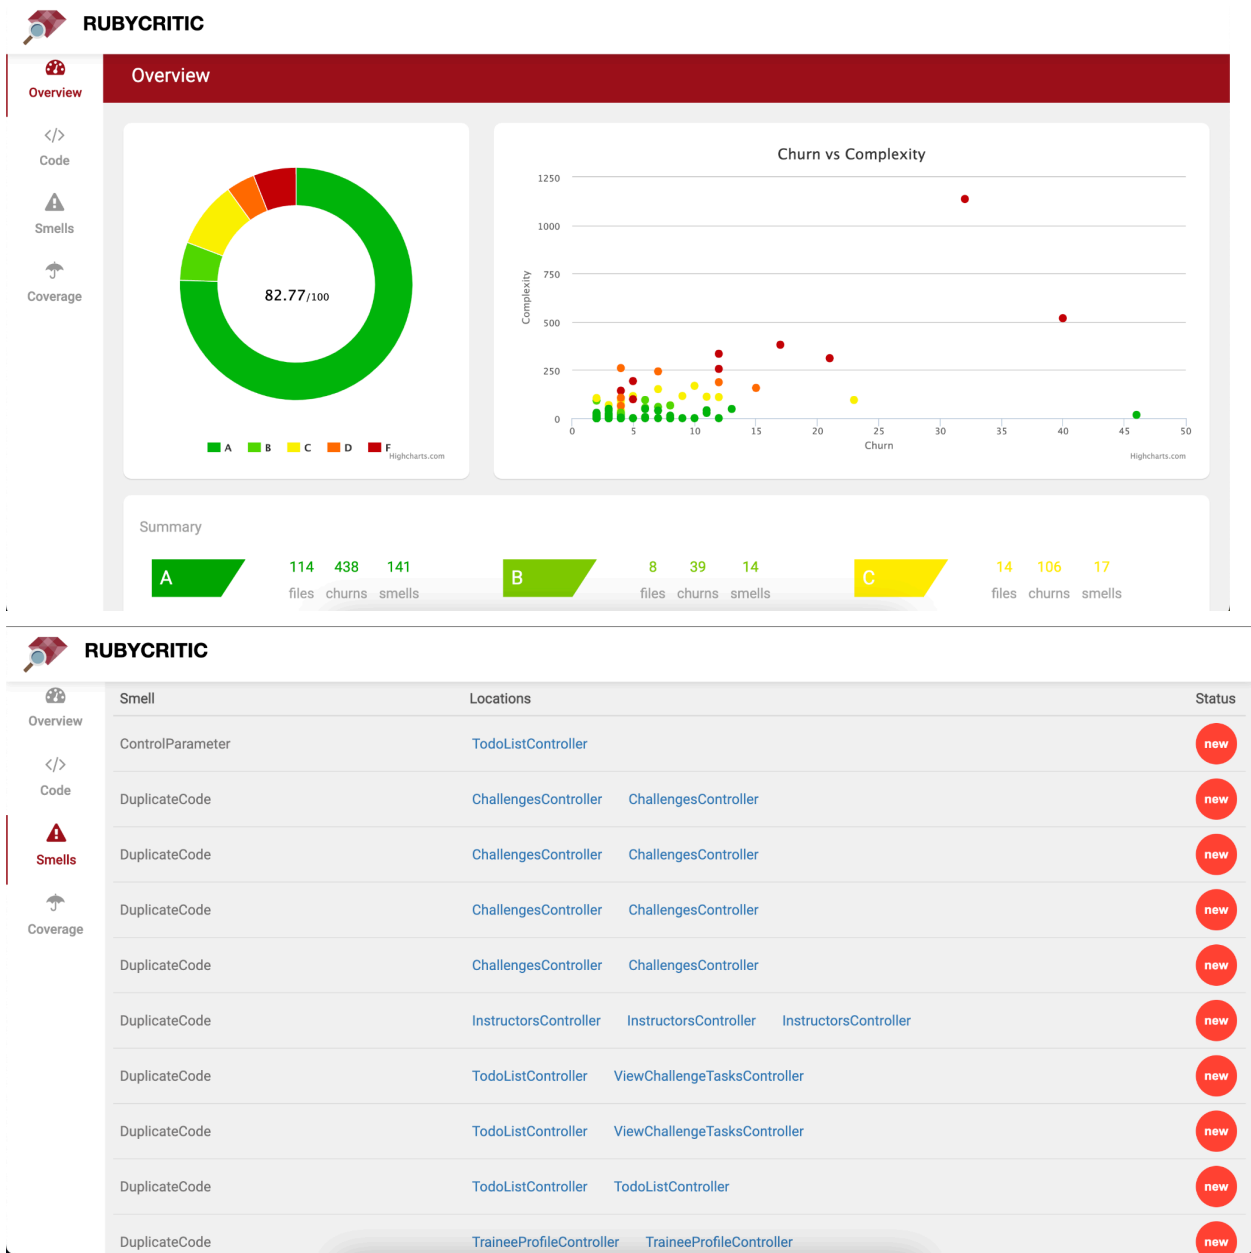 RUBYCRITIC
Overview
Overview
Code
Smells
Coverage
82.77/100
A B C D F
Highcharts.com
Churn vs Complexity
Complexity
1250
1000
750
500
250
0
0 5 10 15 20 25 30 35 40 45 50
Churn
Highcharts.com
Summary
A 114 files 438 churns 141 smells
B 8 files 39 churns 14 smells
C 14 files 106 churns 17 smells
RUBYCRITIC
Overview
Code
Smells
Coverage
Smell Locations Status
ControlParameter TodoListController new
DuplicateCode ChallengesController ChallengesController new
DuplicateCode ChallengesController ChallengesController new
DuplicateCode ChallengesController ChallengesController new
DuplicateCode ChallengesController ChallengesController new
DuplicateCode InstructorsController InstructorsController InstructorsController new
DuplicateCode TodoListController ViewChallengeTasksController new
DuplicateCode TodoListController ViewChallengeTasksController new
DuplicateCode TodoListController TodoListController new
DuplicateCode TraineeProfileController TraineeProfileController new